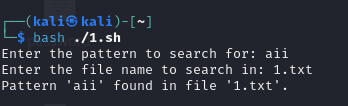 ┌──(kali㉿kali)-[~]
└─$ bash ./1.sh
Enter the pattern to search for: aii
Enter the file name to search in: 1.txt
Pattern 'aii' found in file '1.txt'.